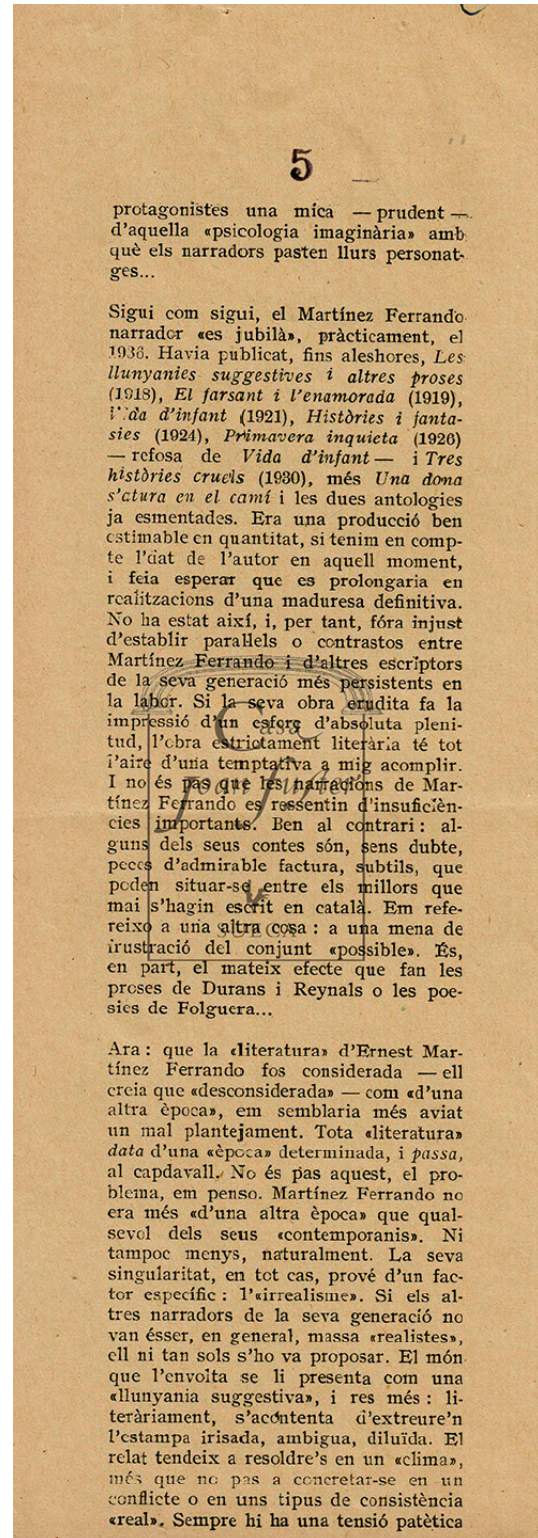 5
protagonistes una mica — prudent —
d'aquella «psicologia imaginària» amb
què els narradors pasten llurs personat-
ges...
Sigui com sigui, el Martínez Ferrando
narrador «es jubilà», pràcticament, el
1936. Havia publicat, fins aleshores, Les
llunyanies suggestives i altres proses
(1918), El farsant i l'enamorada (1919),
Vida d'infant (1921), Històries i fanta-
sies (1924), Primavera inquieta (1926)
— refosa de Vida d'infant — i Tres
històries cruels (1930), més Una dona
s'atura en el camí i les dues antologies
ja esmentades. Era una producció ben
estimable en quantitat, si tenim en comp-
te l'edat de l'autor en aquell moment,
i feia esperar que es prolongaria en
realitzacions d'una maduresa definitiva.
No ha estat així, i, per tant, fóra injust
d'establir paraŀlels o contrastos entre
Martínez Ferrando i d'altres escriptors
de la seva generació més persistents en
la labor. Si la seva obra erudita fa la
impressió d'un esforç d'absoluta pleni-
tud, l'obra estrictament literària té tot
l'aire d'una temptativa a mig acomplir.
I no és pas que les narracions de Mar-
tínez Ferrando es ressentin d'insuficièn-
cies importants. Ben al contrari: al-
guns dels seus contes són, sens dubte,
peces d'admirable factura, subtils, que
poden situar-se entre els millors que
mai s'hagin escrit en català. Em refe-
reixo a una altra cosa: a una mena de
frustració del conjunt «possible». És,
en part, el mateix efecte que fan les
proses de Durans i Reynals o les poe-
sies de Folguera...
Ara: que la «literatura» d'Ernest Mar-
tínez Ferrando fos considerada — ell
creia que «desconsiderada» — com «d'una
altra època», em semblaria més aviat
un mal plantejament. Tota «literatura»
data d'una «època» determinada, i passa,
al capdavall. No és pas aquest, el pro-
blema, em penso. Martínez Ferrando no
era més «d'una altra època» que qual-
sevol dels seus «contemporanis». Ni
tampoc menys, naturalment. La seva
singularitat, en tot cas, prové d'un fac-
tor específic: l'«irrealisme». Si els al-
tres narradors de la seva generació no
van ésser, en general, massa «realistes»,
ell ni tan sols s'ho va proposar. El món
que l'envolta se li presenta com una
«llunyania suggestiva», i res més: li-
teràriament, s'acontenta d'extreure'n
l'estampa irisada, ambigua, diluïda. El
relat tendeix a resoldre's en un «clima»,
més que no pas a concretar-se en un
conflicte o en uns tipus de consistència
«real». Sempre hi ha una tensió patètica
Casa
Joan Fuster
SUECA